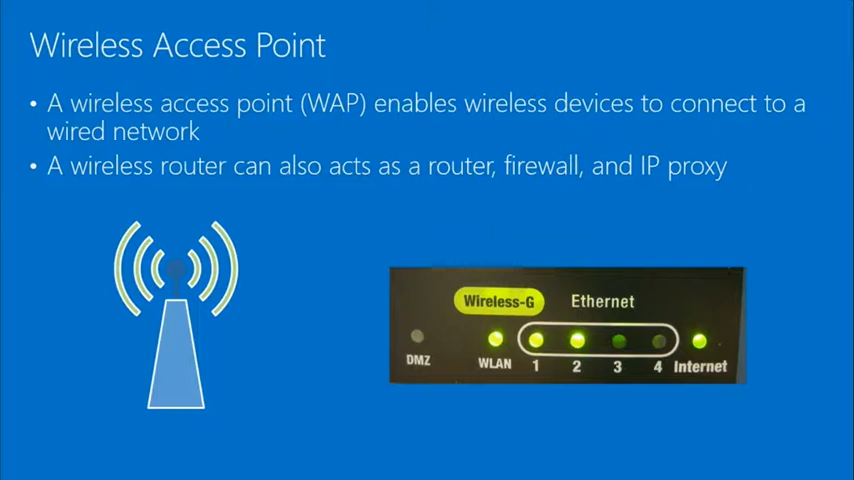 Wireless Access Point
• A wireless access point (WAP) enables wireless devices to connect to a
wired network
• A wireless router can also acts as a router, firewall, and IP proxy
Wireless-G Ethernet
DMZ WLAN 1 2 3 4 Internet